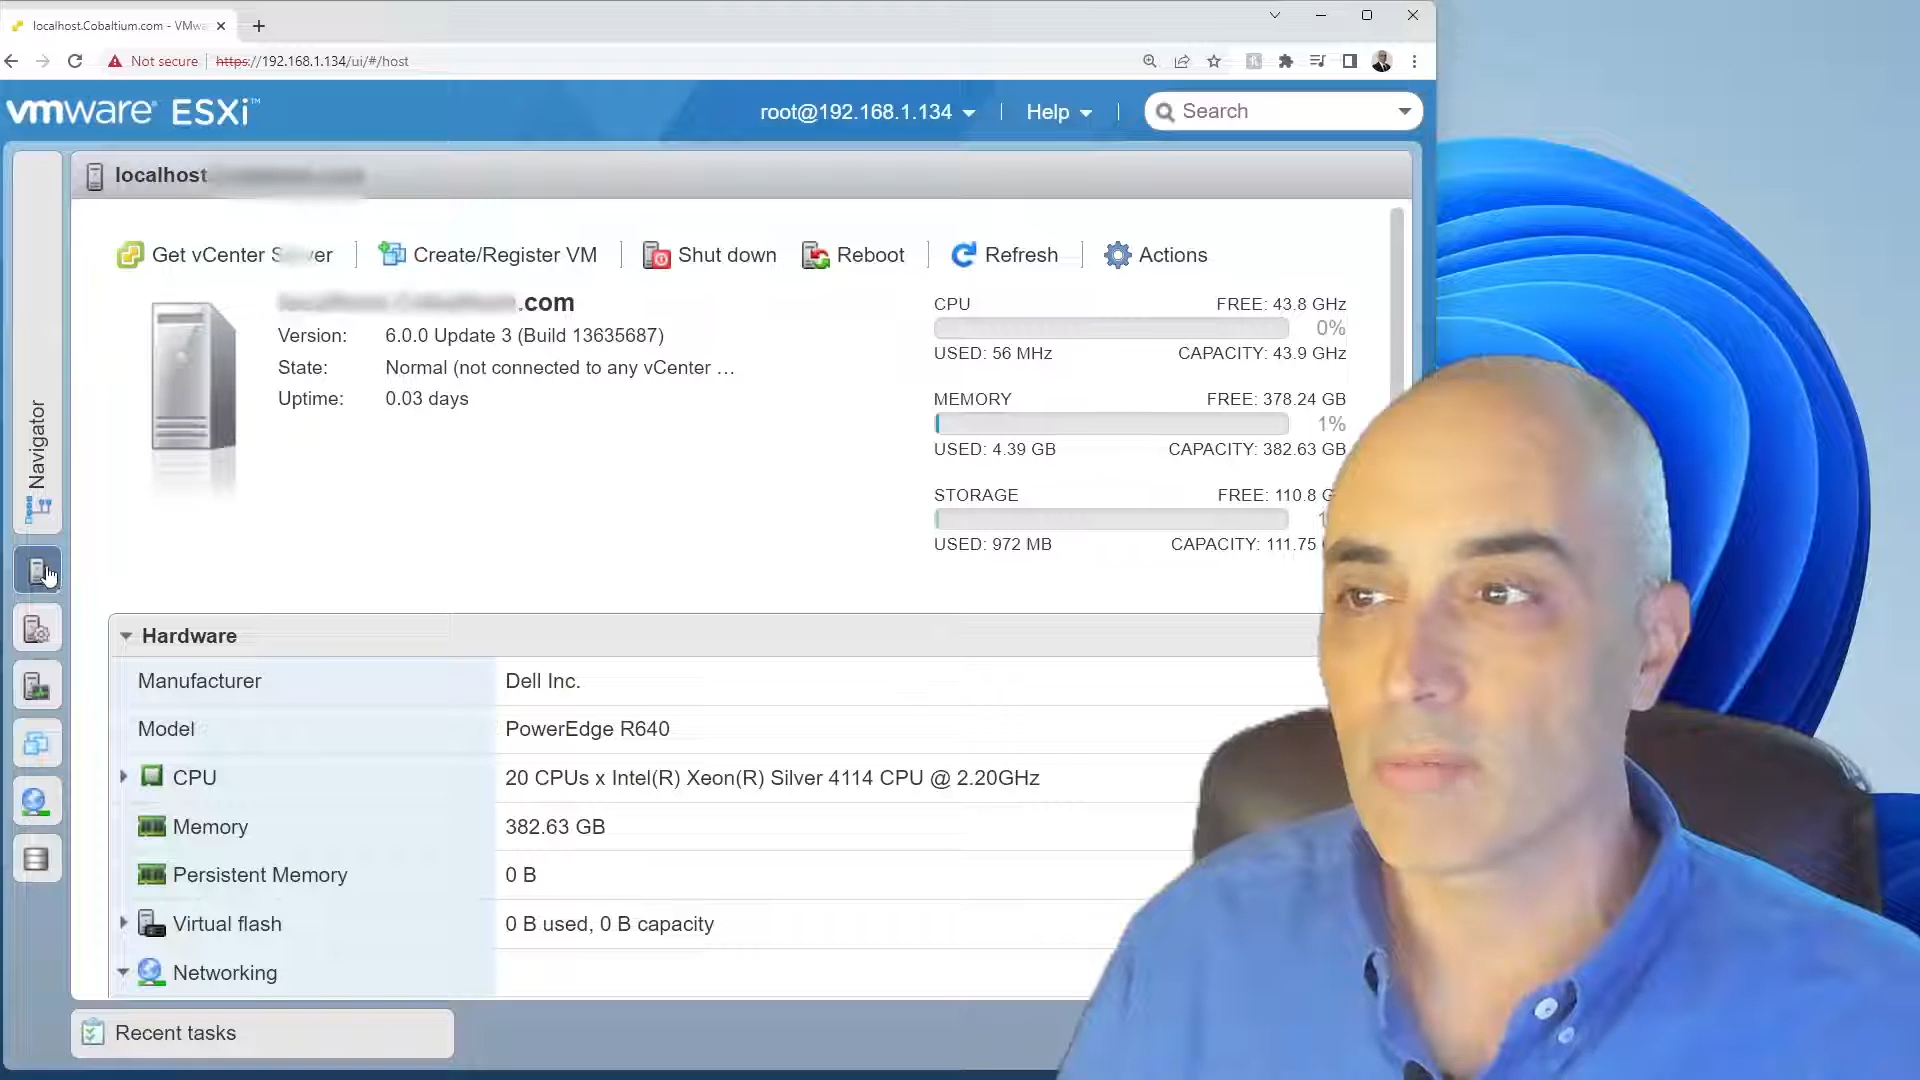 localhost.Cobaltium.com - VMwa
Not secure
https://192.168.1.134/ui/#/host
vmware ESXi™
root@192.168.1.134
Help
Search
localhost
Get vCenter Server
Create/Register VM
Shut down
Reboot
Refresh
Actions
.com
Version: 6.0.0 Update 3 (Build 13635687)
State: Normal (not connected to any vCenter …
Uptime: 0.03 days
CPU FREE: 43.8 GHz
0%
USED: 56 MHz CAPACITY: 43.9 GHz
MEMORY FREE: 378.24 GB
1%
USED: 4.39 GB CAPACITY: 382.63 GB
STORAGE FREE: 110.8
USED: 972 MB CAPACITY: 111.75
Navigator
Hardware
Manufacturer Dell Inc.
Model PowerEdge R640
CPU 20 CPUs x Intel(R) Xeon(R) Silver 4114 CPU @ 2.20GHz
Memory 382.63 GB
Persistent Memory 0 B
Virtual flash 0 B used, 0 B capacity
Networking
Recent tasks